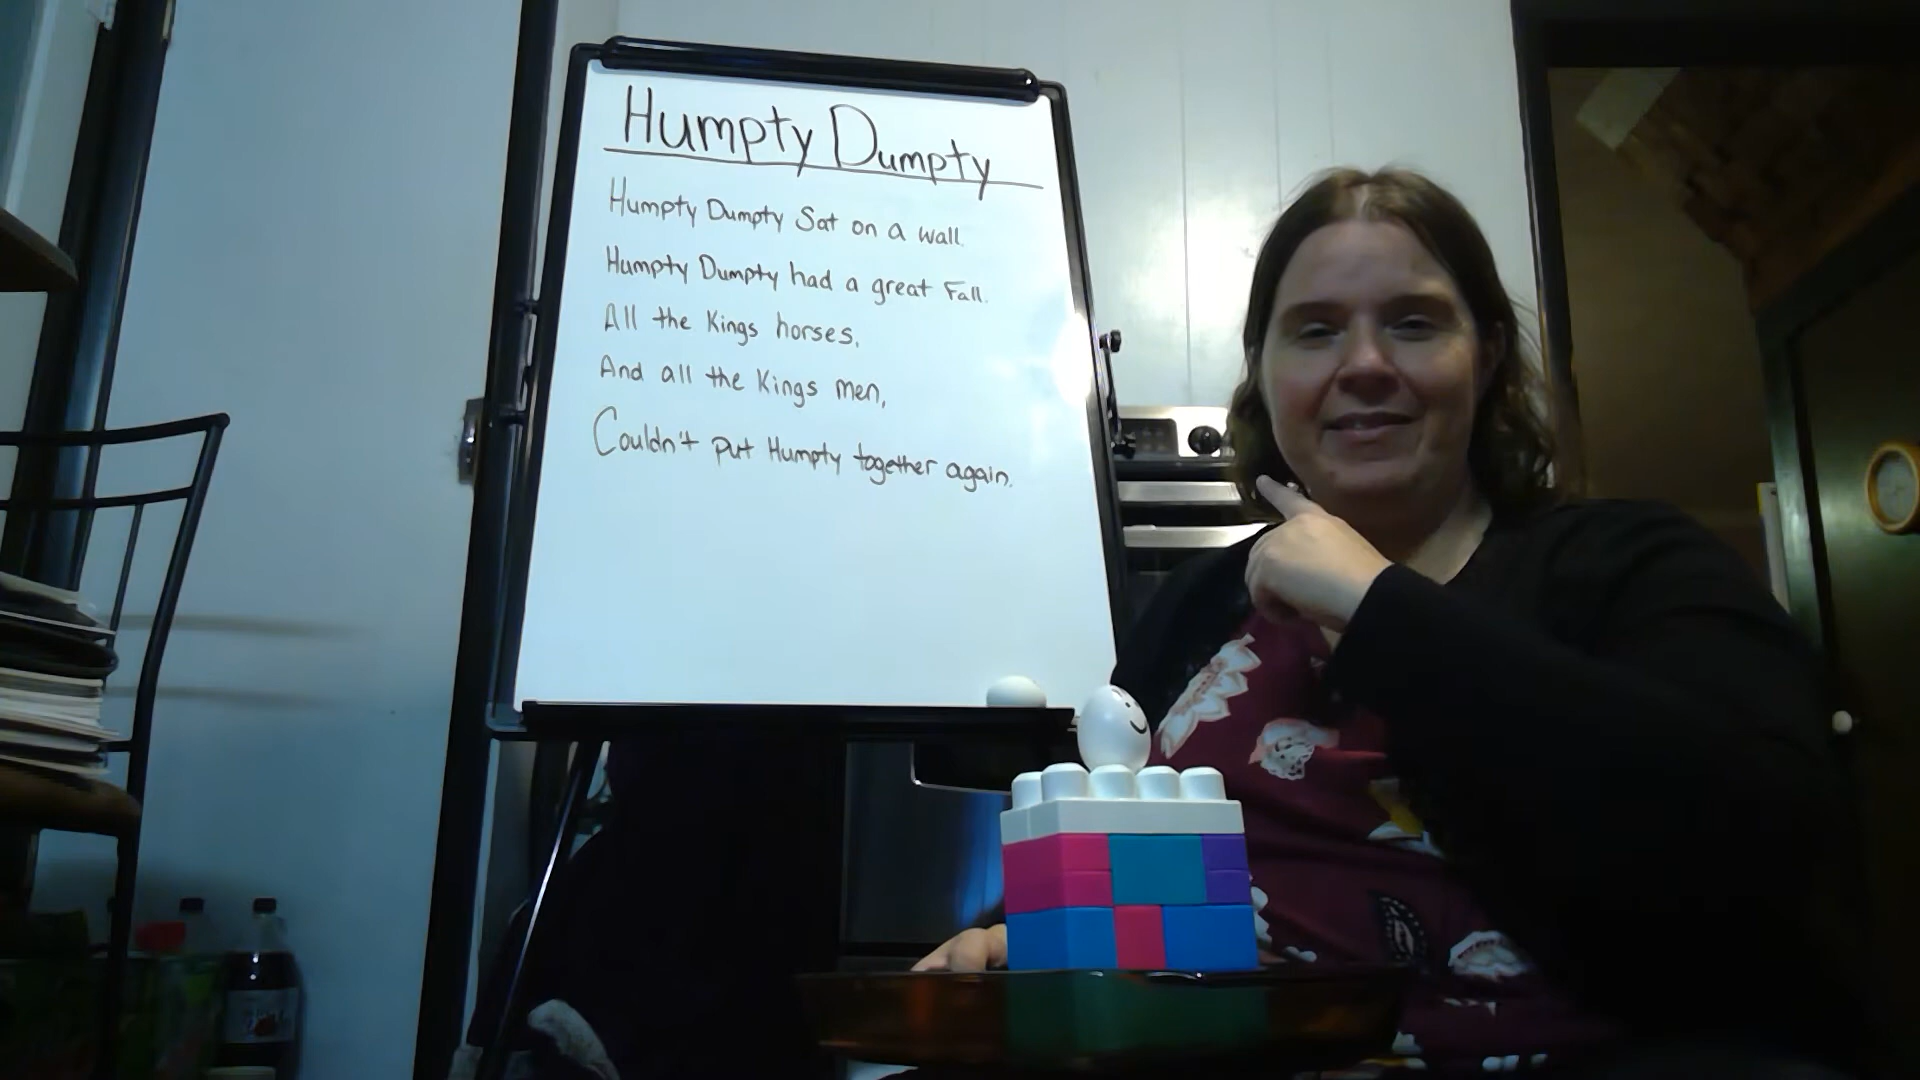 Humpty Dumpty
Humpty Dumpty Sat on a wall.
Humpty Dumpty had a great Fall.
All the Kings horses,
And all the Kings men,
Couldn't put Humpty together again.